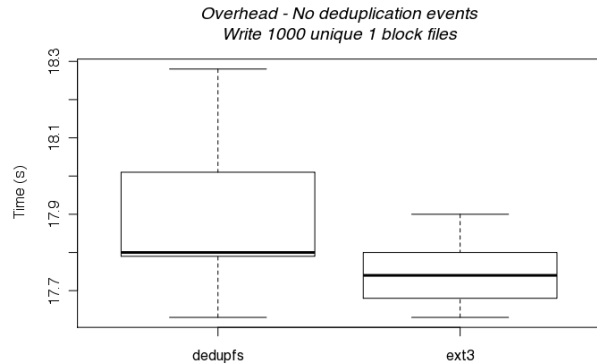 Overhead - No deduplication events
Write 1000 unique 1 block files
18.3
18.1
17.9
17.7
Time (s)
dedupfs
ext3